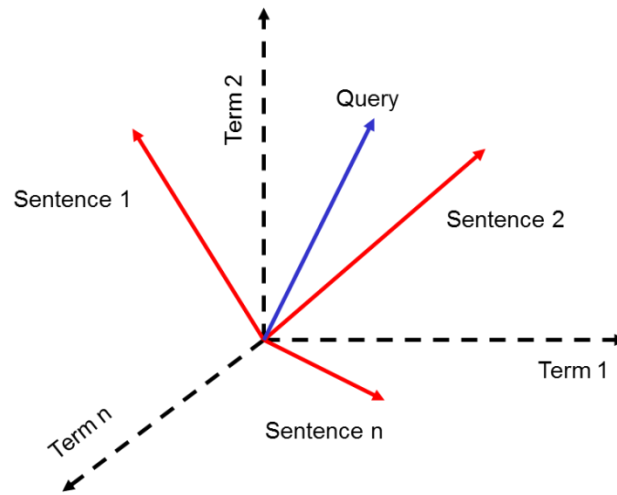 Term 2
Query
Sentence 1
Sentence 2
Term 1
Term n
Sentence n